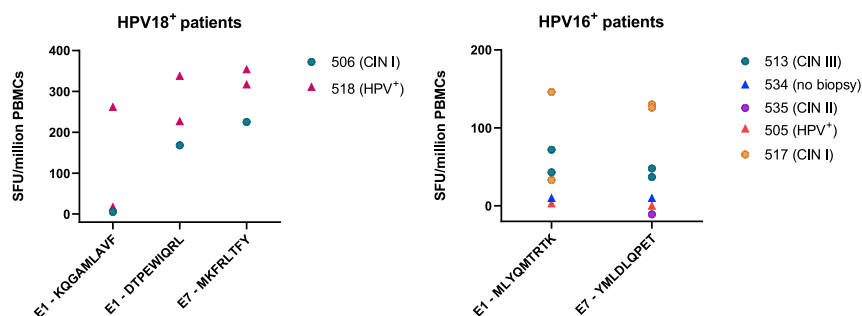 HPV18+ patients
SFU/million PBMCs
400
300
200
100
0
E1 - KQGAMLAVF
E1 - DTPEWIQRL
E7 - MKFRLTFY
506 (CIN I)
518 (HPV+)
HPV16+ patients
SFU/million PBMCs
200
100
0
E1 - MLYQMTRTK
E7 - YMLDLQPET
513 (CIN III)
534 (no biopsy)
535 (CIN II)
505 (HPV+)
517 (CIN I)